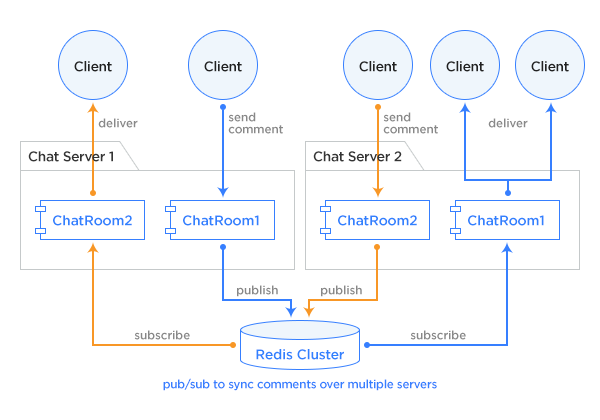 Client
Client
Client
Client
Client
deliver
send
comment
send
comment
deliver
Chat Server 1
Chat Server 2
ChatRoom2
ChatRoom1
ChatRoom2
ChatRoom1
publish
publish
subscribe
subscribe
Redis Cluster
pub/sub to sync comments over multiple servers